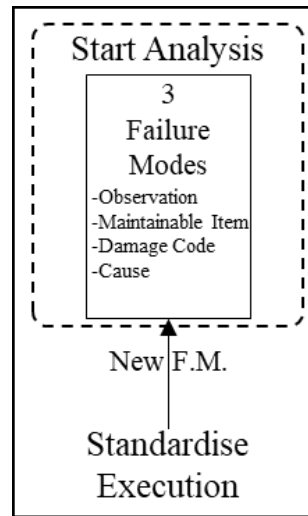 Start Analysis
3
Failure
Modes
-Observation
-Maintainable Item
-Damage Code
-Cause
New F.M.
Standardise
Execution